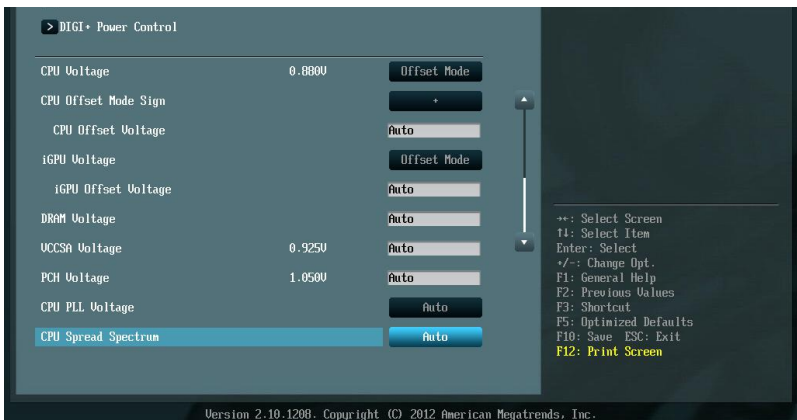 > DIGI+ Power Control
CPU Voltage 0.880V Offset Mode
CPU Offset Mode Sign +
CPU Offset Voltage Auto
iGPU Voltage Offset Mode
iGPU Offset Voltage Auto
DRAM Voltage Auto
VCCSA Voltage 0.925V Auto
PCH Voltage 1.050V Auto
CPU PLL Voltage Auto
CPU Spread Spectrum Auto
→←: Select Screen
↑↓: Select Item
Enter: Select
+/-: Change Opt.
F1: General Help
F2: Previous Values
F3: Shortcut
F5: Optimized Defaults
F10: Save ESC: Exit
F12: Print Screen
Version 2.10.1208. Copyright (C) 2012 American Megatrends, Inc.